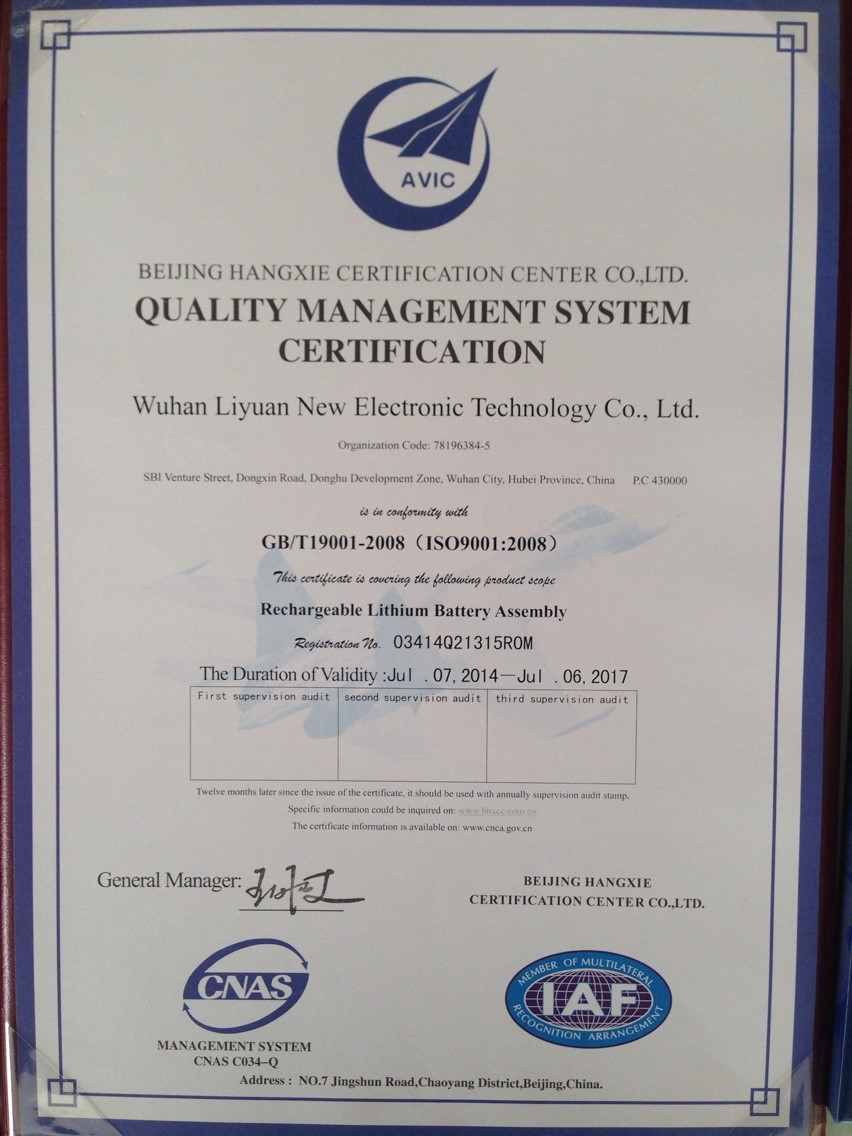 AVIC
BEIJING HANGXIE CERTIFICATION CENTER CO.,LTD.
QUALITY MANAGEMENT SYSTEM
CERTIFICATION
Wuhan Liyuan New Electronic Technology Co., Ltd.
Organization Code: 78196384-5
SBI Venture Street, Dongxin Road, Donghu Development Zone, Wuhan City, Hubei Province, China P.C 430000
is in conformity with
GB/T19001-2008（ISO9001:2008）
This certificate is covering the following product scope
Rechargeable Lithium Battery Assembly
Registration No. 03414Q21315ROM
The Duration of Validity :Jul .07,2014—Jul .06,2017
First supervision audit second supervision audit third supervision audit
Twelve months later since the issue of the certificate, it should be used with annually supervision audit stamp.
Specific information could be inquired on: www.bhxcc.com.cn
The certificate information is available on: www.cnca.gov.cn
General Manager:
BEIJING HANGXIE
CERTIFICATION CENTER CO.,LTD.
CNAS
MANAGEMENT SYSTEM
CNAS C034-Q
MEMBER OF MULTILATERAL
IAF
RECOGNITION ARRANGEMENT
Address : NO.7 Jingshun Road,Chaoyang District,Beijing,China.